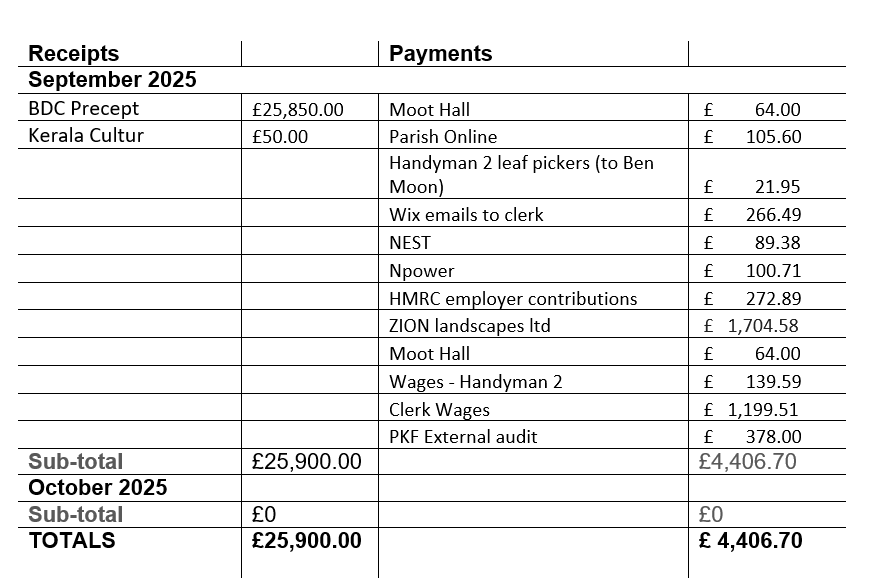 Receipts Payments
September 2025
BDC Precept £25,850.00 Moot Hall £ 64.00
Kerala Cultur £50.00 Parish Online £ 105.60
Handyman 2 leaf pickers (to Ben
Moon) £ 21.95
Wix emails to clerk £ 266.49
NEST £ 89.38
Npower £ 100.71
HMRC employer contributions £ 272.89
ZION landscapes ltd £ 1,704.58
Moot Hall £ 64.00
Wages - Handyman 2 £ 139.59
Clerk Wages £ 1,199.51
PKF External audit £ 378.00
Sub-total £25,900.00 £4,406.70
October 2025
Sub-total £0 £0
TOTALS £25,900.00 £ 4,406.70